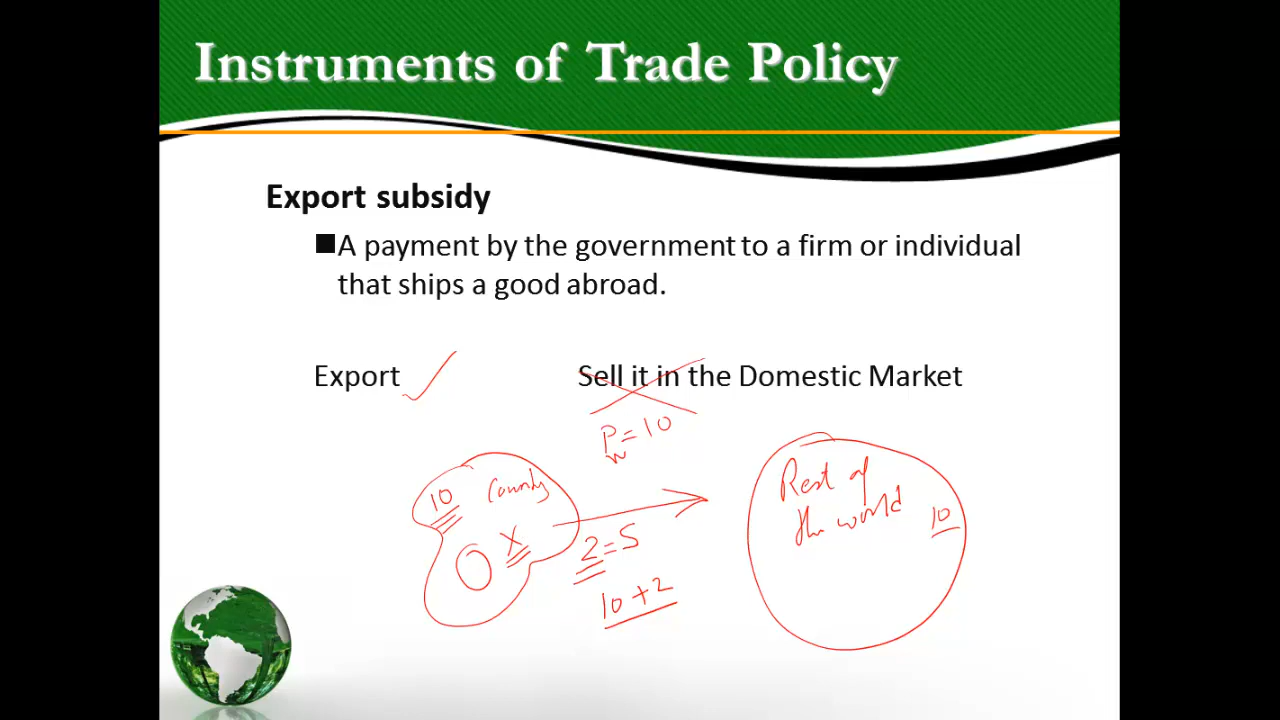 Instruments of Trade Policy
Export subsidy
A payment by the government to a firm or individual
that ships a good abroad.
Export Sell it in the Domestic Market
Pw = 10
10 Country
X
2 = S
10 + 2
Rest of
the world
10